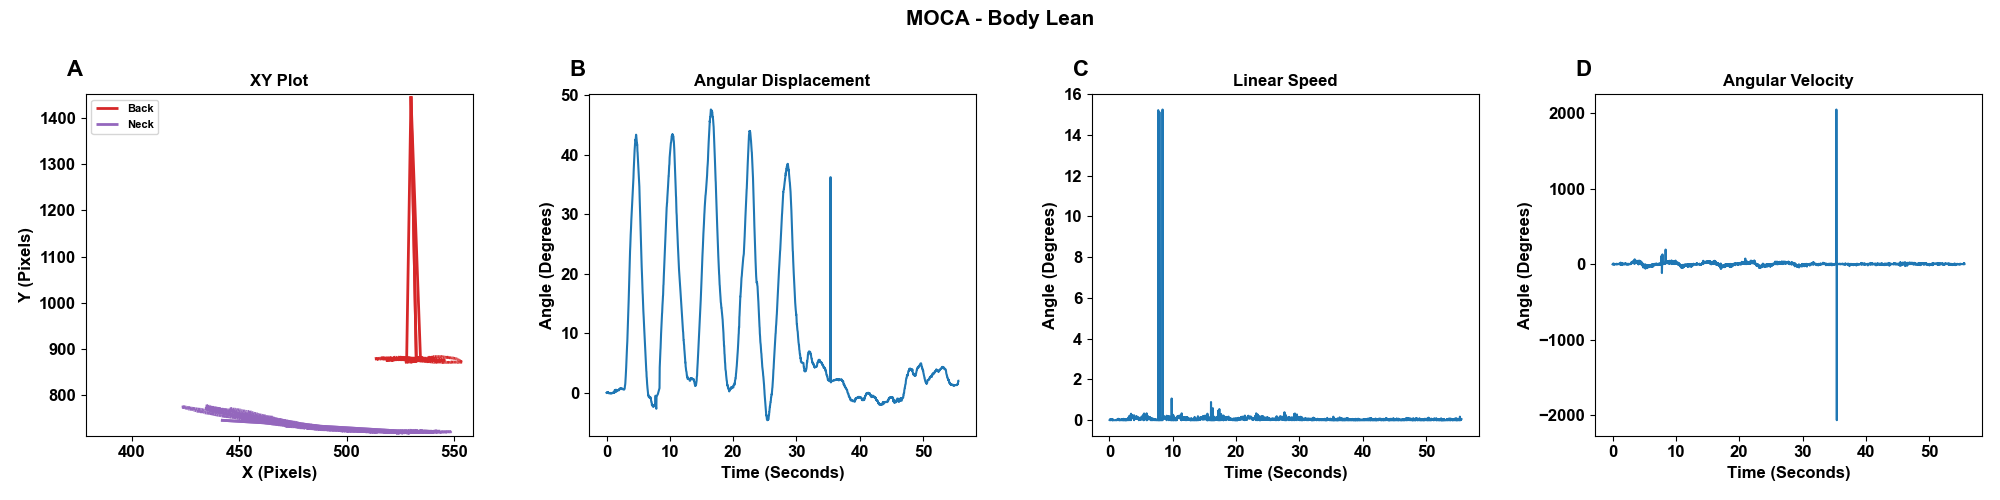 MOCA - Body Lean
A
XY Plot
Back
Neck
1400
1300
1200
1100
1000
900
800
400
450
500
550
Y (Pixels)
X (Pixels)
B
Angular Displacement
50
40
30
20
10
0
0
10
20
30
40
50
Angle (Degrees)
Time (Seconds)
C
Linear Speed
16
14
12
10
8
6
4
2
0
0
10
20
30
40
50
Angle (Degrees)
Time (Seconds)
D
Angular Velocity
2000
1000
0
−1000
−2000
0
10
20
30
40
50
Angle (Degrees)
Time (Seconds)